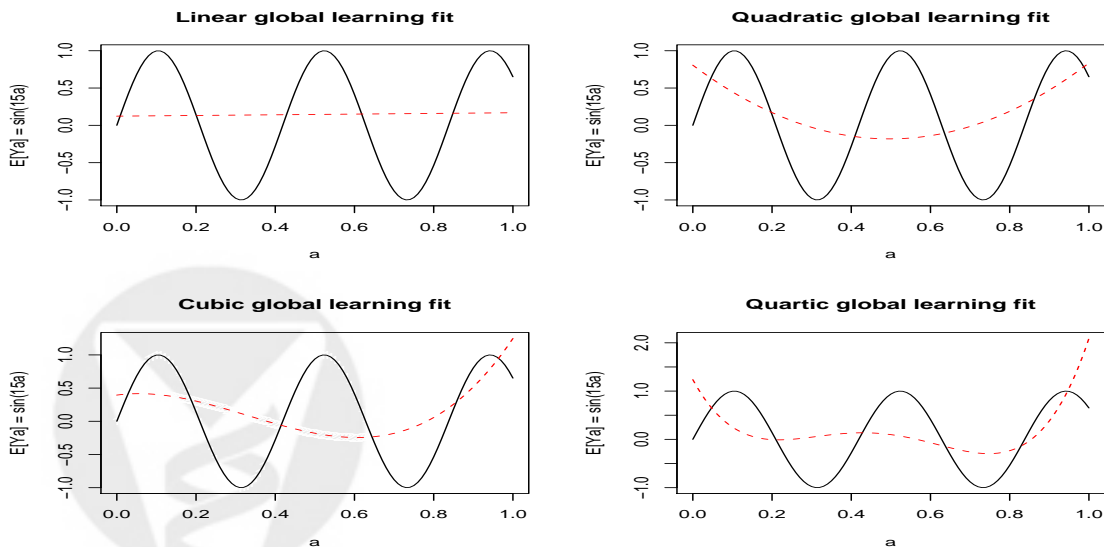 Linear global learning fit
E[Ya] = sin(15a)
1.0
0.5
0.0
−0.5
−1.0
0.0 0.2 0.4 0.6 0.8 1.0
a
Quadratic global learning fit
E[Ya] = sin(15a)
1.0
0.5
0.0
−0.5
−1.0
0.0 0.2 0.4 0.6 0.8 1.0
a
Cubic global learning fit
E[Ya] = sin(15a)
1.0
0.5
0.0
−0.5
−1.0
0.0 0.2 0.4 0.6 0.8 1.0
a
Quartic global learning fit
E[Ya] = sin(15a)
2.0
1.0
0.0
−1.0
0.0 0.2 0.4 0.6 0.8 1.0
a